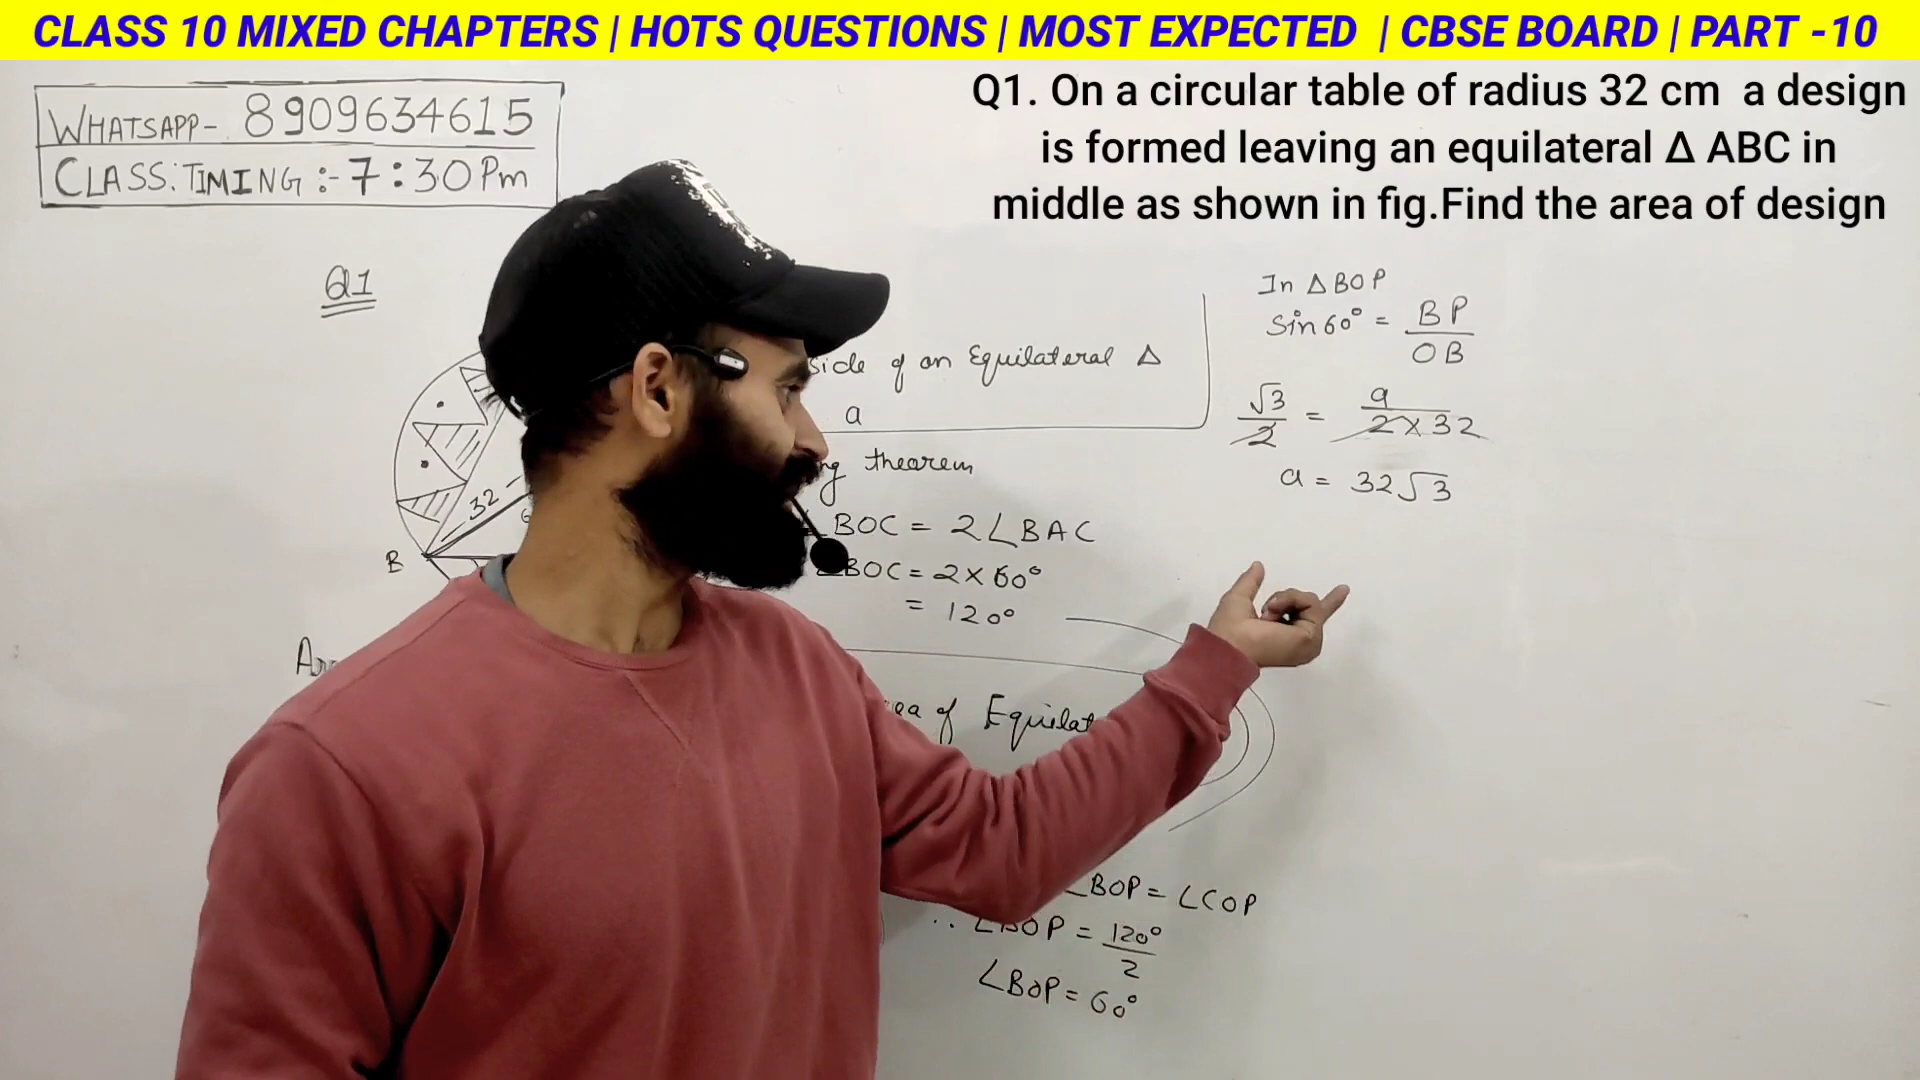 CLASS 10 MIXED CHAPTERS | HOTS QUESTIONS | MOST EXPECTED | CBSE BOARD | PART -10
Q1. On a circular table of radius 32 cm a design
is formed leaving an equilateral Δ ABC in
middle as shown in fig.Find the area of design
WHATSAPP- 8909634615
CLASS: TIMING :- 7:30 Pm
Q1
32
B
side of an Equilateral Δ
a
theorem
BOC = 2∠BAC
∠BOC = 2×60°
= 120°
of Equilat
∠BOP = ∠COP
∴ ∠BOP = 120°/2
∠BOP = 60°
In Δ BOP
Sin 60° = BP/OB
√3/2 = a/2×32
a = 32√3